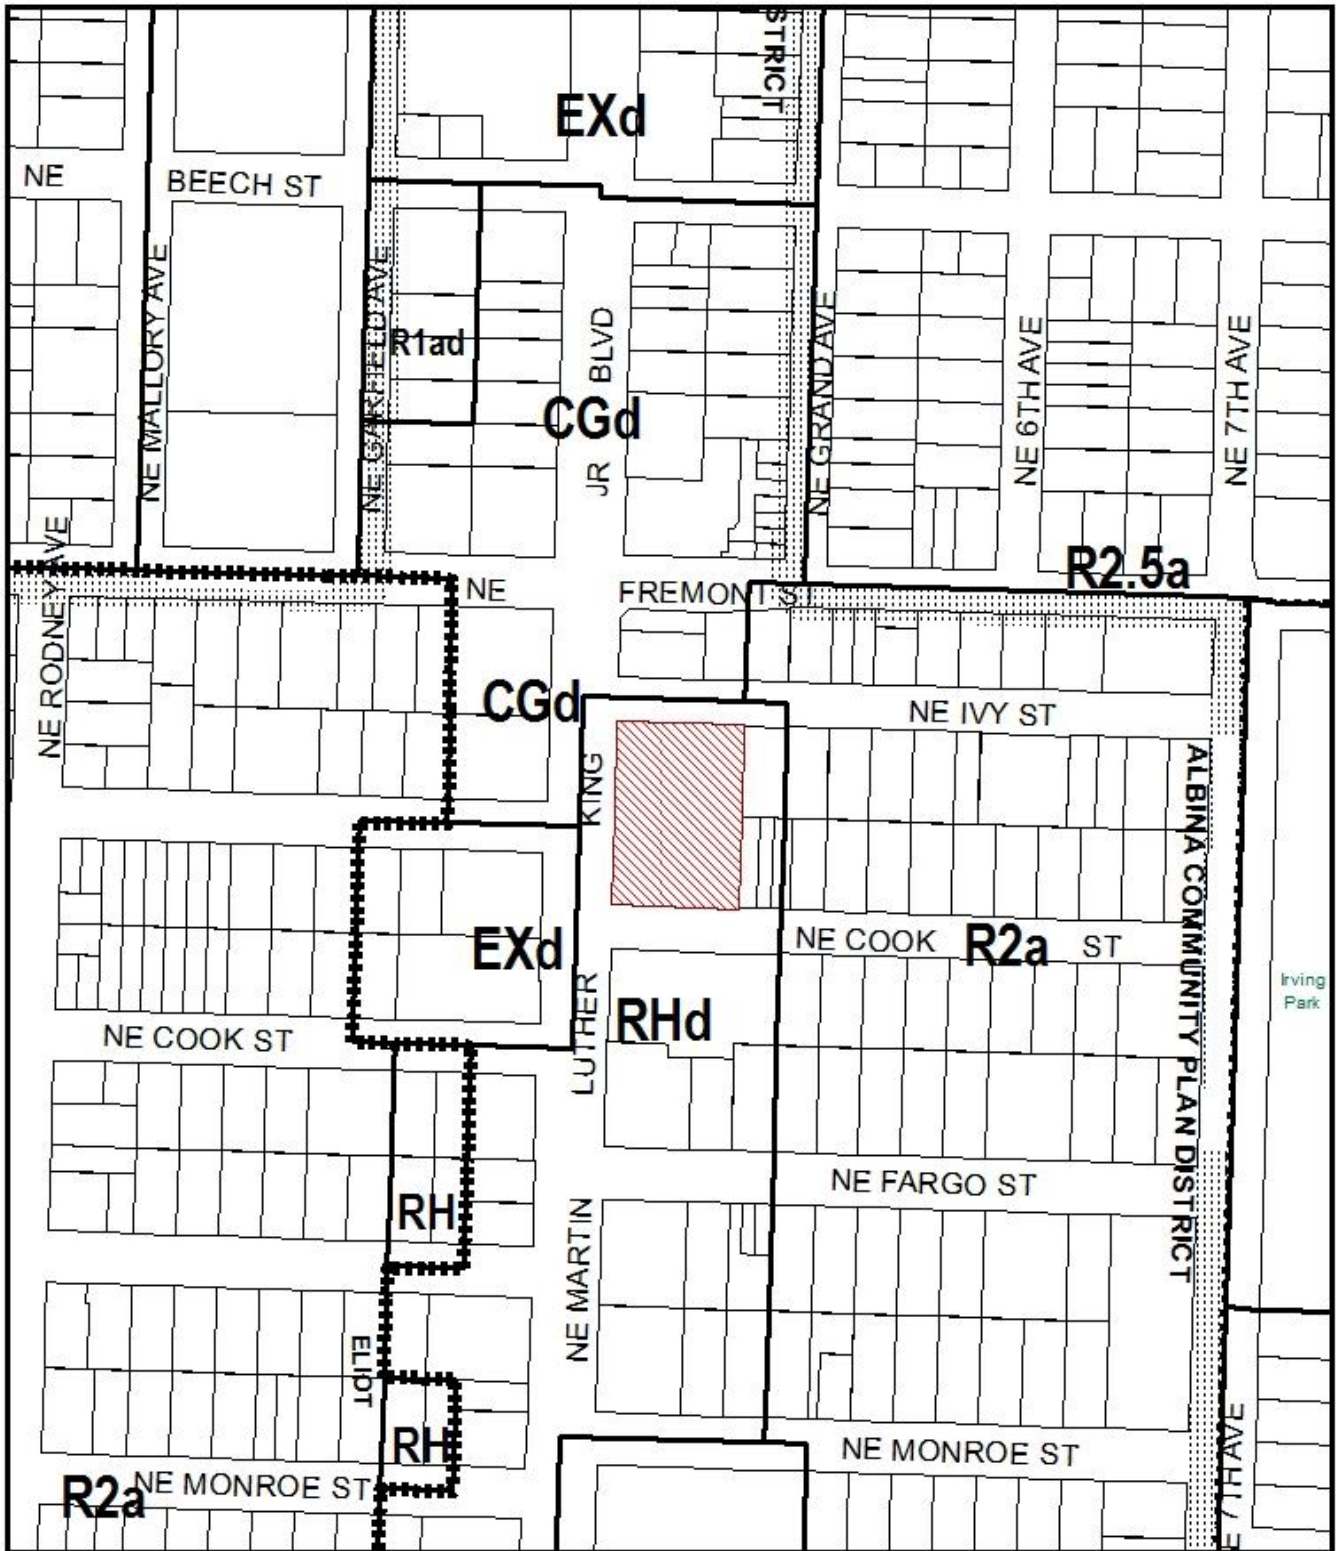 STRICT
EXd
NE
BEECH ST
NE MALLORY AVE
NE GARFIELD AVE
R1ad
BLVD
CGd
JR
NE GRAND AVE
NE 6TH AVE
NE 7TH AVE
R2.5a
NE RODNEY AVE
NE
FREMONT ST
CGd
NE IVY ST
KING
ALBINA COMMUNITY PLAN DISTRICT
EXd
NE COOK
R2a
ST
Irving
Park
LUTHER
RHd
NE COOK ST
NE FARGO ST
RH
NE MARTIN
ELIOT
RH
NE MONROE ST
R2a
NE MONROE ST
E 7TH AVE